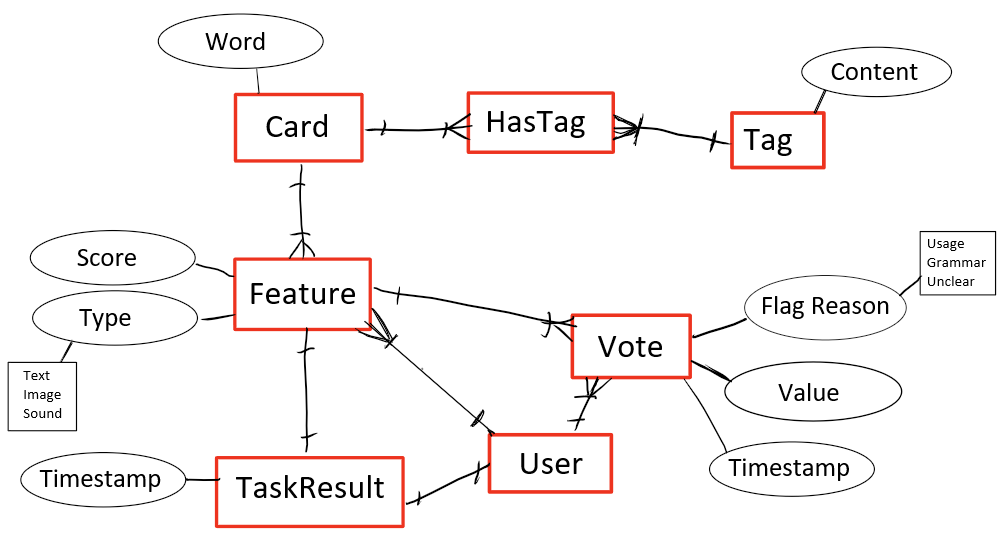 Word
Content
Card
HasTag
Tag
Score
Type
Text
Image
Sound
Feature
Usage
Grammar
Unclear
Flag Reason
Vote
Value
Timestamp
User
Timestamp
TaskResult